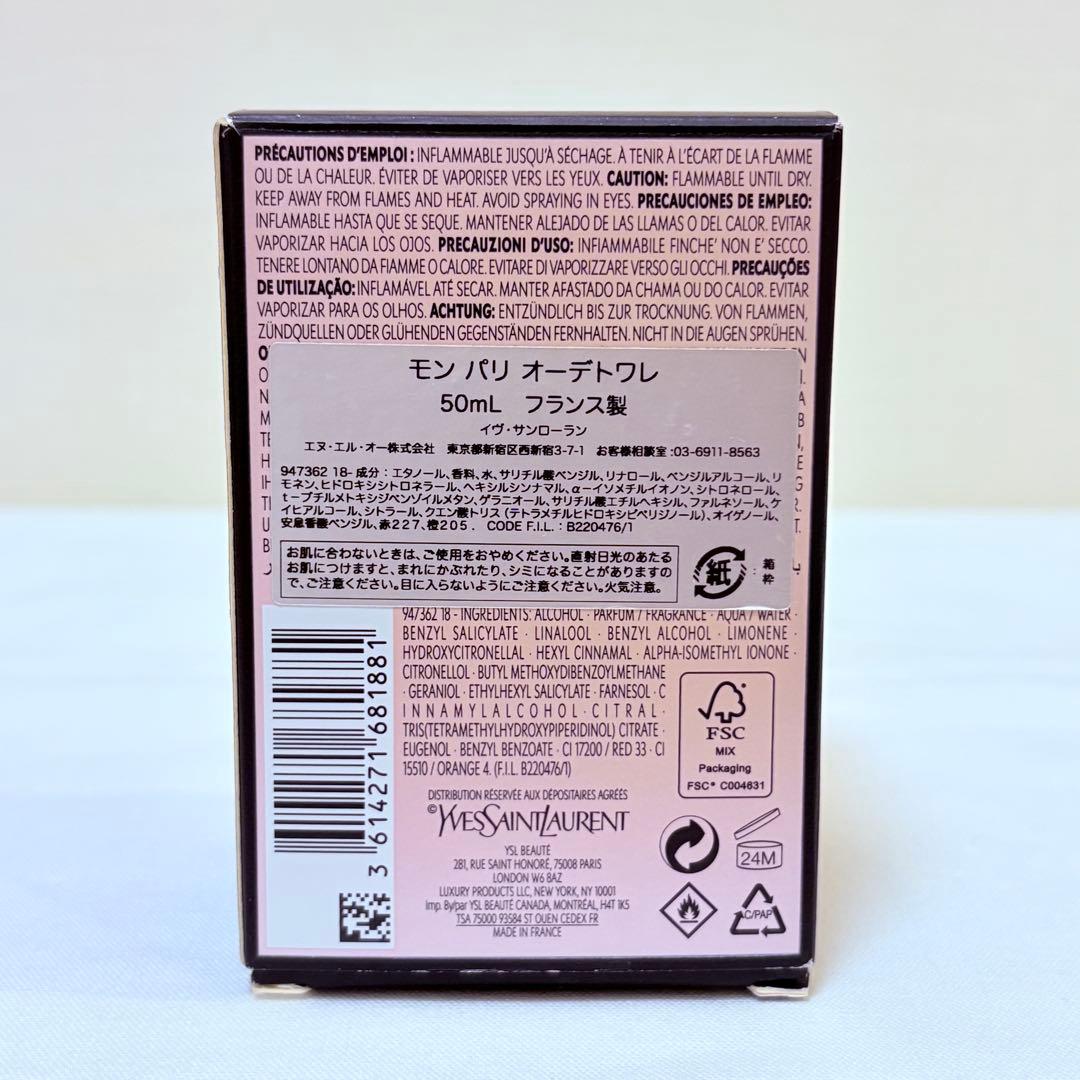 PRÉCAUTIONS D'EMPLOI : INFLAMMABLE JUSQU'À SÉCHAGE. À TENIR À L'ÉCART DE LA FLAMME
OU DE LA CHALEUR. ÉVITER DE VAPORISER VERS LES YEUX. CAUTION: FLAMMABLE UNTIL DRY.
KEEP AWAY FROM FLAMES AND HEAT. AVOID SPRAYING IN EYES. PRECAUCIONES DE EMPLEO:
INFLAMABLE HASTA QUE SE SEQUE. MANTENER ALEJADO DE LAS LLAMAS O DEL CALOR. EVITAR
VAPORIZAR HACIA LOS OJOS. PRECAUZIONI D'USO: INFIAMMABILE FINCHE' NON E' SECCO.
TENERE LONTANO DA FIAMME O CALORE. EVITARE DI VAPORIZZARE VERSO GLI OCCHI. PRECAUÇÕES
DE UTILIZAÇÃO: INFLAMÁVEL ATÉ SECAR. MANTER AFASTADO DA CHAMA OU DO CALOR. EVITAR
VAPORIZAR PARA OS OLHOS. ACHTUNG: ENTZÜNDLICH BIS ZUR TROCKNUNG. VON FLAMMEN,
ZÜNDQUELLEN ODER GLÜHENDEN GEGENSTÄNDEN FERNHALTEN. NICHT IN DIE AUGEN SPRÜHEN.
モン パリ オーデトワレ
50mL フランス製
イヴ・サンローラン
エヌ・エル・オー株式会社 東京都新宿区西新宿3-7-1 お客様相談室:03-6911-8563
947362 18- 成分：エタノール、香料、水、サリチル酸ベンジル、リナロール、ベンジルアルコール、リ
モネン、ヒドロキシシトロネラール、ヘキシルシンナマル、α-イソメチルイオノン、シトロネロール、
t-ブチルメトキシジベンゾイルメタン、ゲラニオール、サリチル酸エチルヘキシル、ファルネソール、ケ
イヒアルコール、シトラール、クエン酸トリス(テトラメチルヒドロキシピペリジノール)、オイゲノール、
安息香酸ベンジル、赤227、橙205． CODE F.I.L.：B220476/1
お肌に合わないときは、ご使用をおやめください。直射日光のあたる
お肌につけますと、まれにかぶれたり、シミになることがありますの
で、ご注意ください。目に入らないようにご注意ください。火気注意。
紙 : 箱 枠
947362 18 - INGREDIENTS: ALCOHOL · PARFUM / FRAGRANCE · AQUA / WATER ·
BENZYL SALICYLATE · LINALOOL · BENZYL ALCOHOL · LIMONENE ·
HYDROXYCITRONELLAL · HEXYL CINNAMAL · ALPHA-ISOMETHYL IONONE ·
CITRONELLOL · BUTYL METHOXYDIBENZOYLMETHANE
· GERANIOL · ETHYLHEXYL SALICYLATE · FARNESOL · C
INNAMYL ALCOHOL · CITRAL ·
TRIS(TETRAMETHYLHYDROXYPIPERIDINOL) CITRATE ·
EUGENOL · BENZYL BENZOATE · CI 17200 / RED 33 · CI
15510 / ORANGE 4. (F.I.L. B220476/1)
FSC
MIX
Packaging
FSC® C004631
3 614271 681881
DISTRIBUTION RÉSERVÉE AUX DÉPOSITAIRES AGRÉÉS
©YVESSAINTLAURENT
YSL BEAUTÉ
281, RUE SAINT HONORÉ, 75008 PARIS
LONDON W6 8AZ
LUXURY PRODUCTS LLC, NEW YORK, NY 10001
imp. By/par YSL BEAUTÉ CANADA, MONTRÉAL, H4T 1K5
TSA 75000 93584 ST OUEN CEDEX FR
MADE IN FRANCE
24M
C/PAP